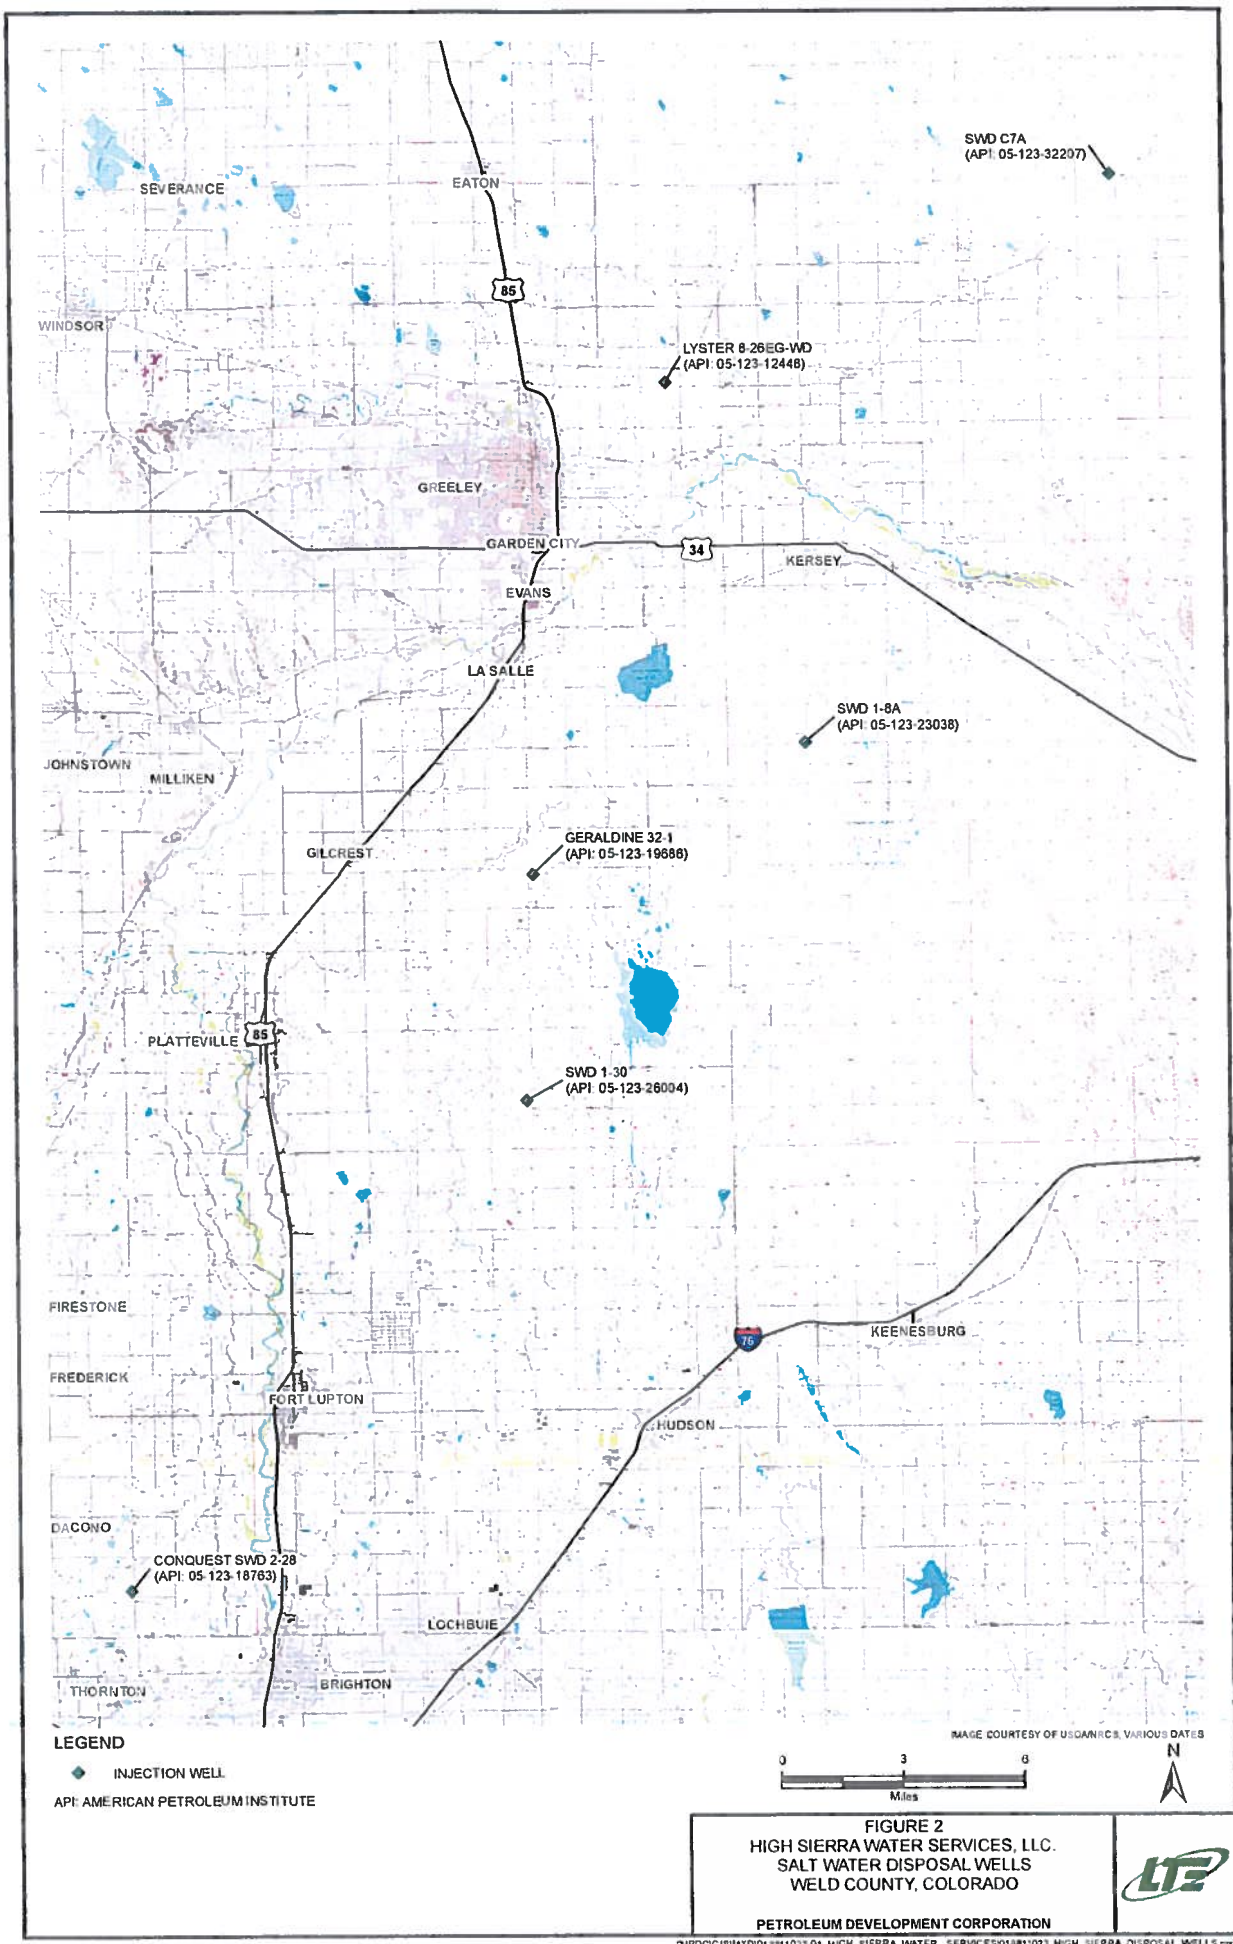 SWD C7A
(API: 05-123-32207)
SEVERANCE
EATON
85
WINDSOR
LYSTER 8-26EG-WD
(API: 05-123-12448)
GREELEY
GARDEN CITY
34
KERSEY
EVANS
LA SALLE
SWD 1-8A
(API: 05-123-23038)
JOHNSTOWN
MILLIKEN
GERALDINE 32-1
(API: 05-123-19686)
GILCREST
PLATTEVILLE
85
SWD 1-30
(API: 05-123-26004)
FIRESTONE
76
KEENESBURG
FREDERICK
FORT LUPTON
HUDSON
DACONO
CONQUEST SWD 2-28
(API: 05-123-18763)
LOCHBUIE
THORNTON
BRIGHTON
LEGEND
INJECTION WELL
API: AMERICAN PETROLEUM INSTITUTE
IMAGE COURTESY OF USDA/NRCS, VARIOUS DATES
0 3 6
Miles
N
FIGURE 2
HIGH SIERRA WATER SERVICES, LLC.
SALT WATER DISPOSAL WELLS
WELD COUNTY, COLORADO
PETROLEUM DEVELOPMENT CORPORATION
LTE